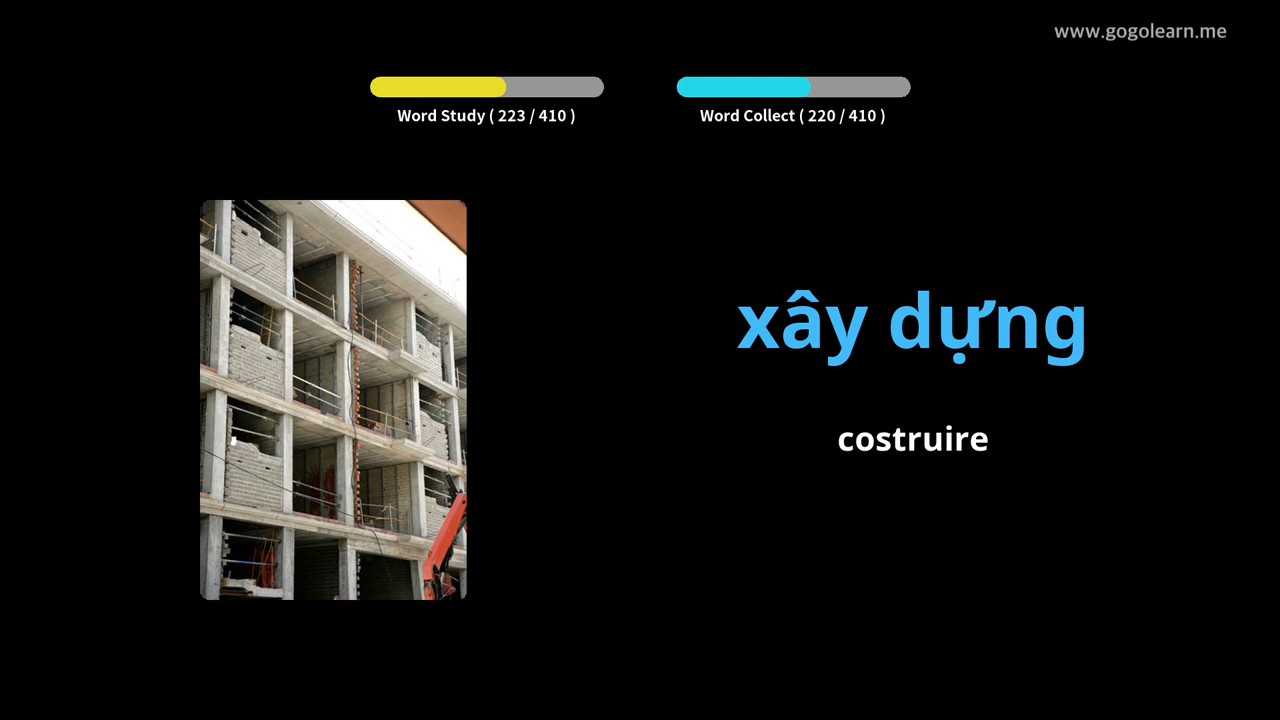 www.gogolearn.me
Word Study ( 223 / 410 )
Word Collect ( 220 / 410 )
xây dựng
costruire